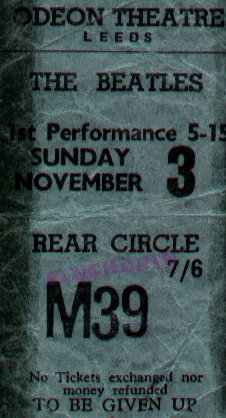 ODEON THEATRE
LEEDS
THE BEATLES
1st Performance 5-15
SUNDAY
NOVEMBER 3
REAR CIRCLE
7/6
M39
No Tickets exchanged nor
money refunded
TO BE GIVEN UP